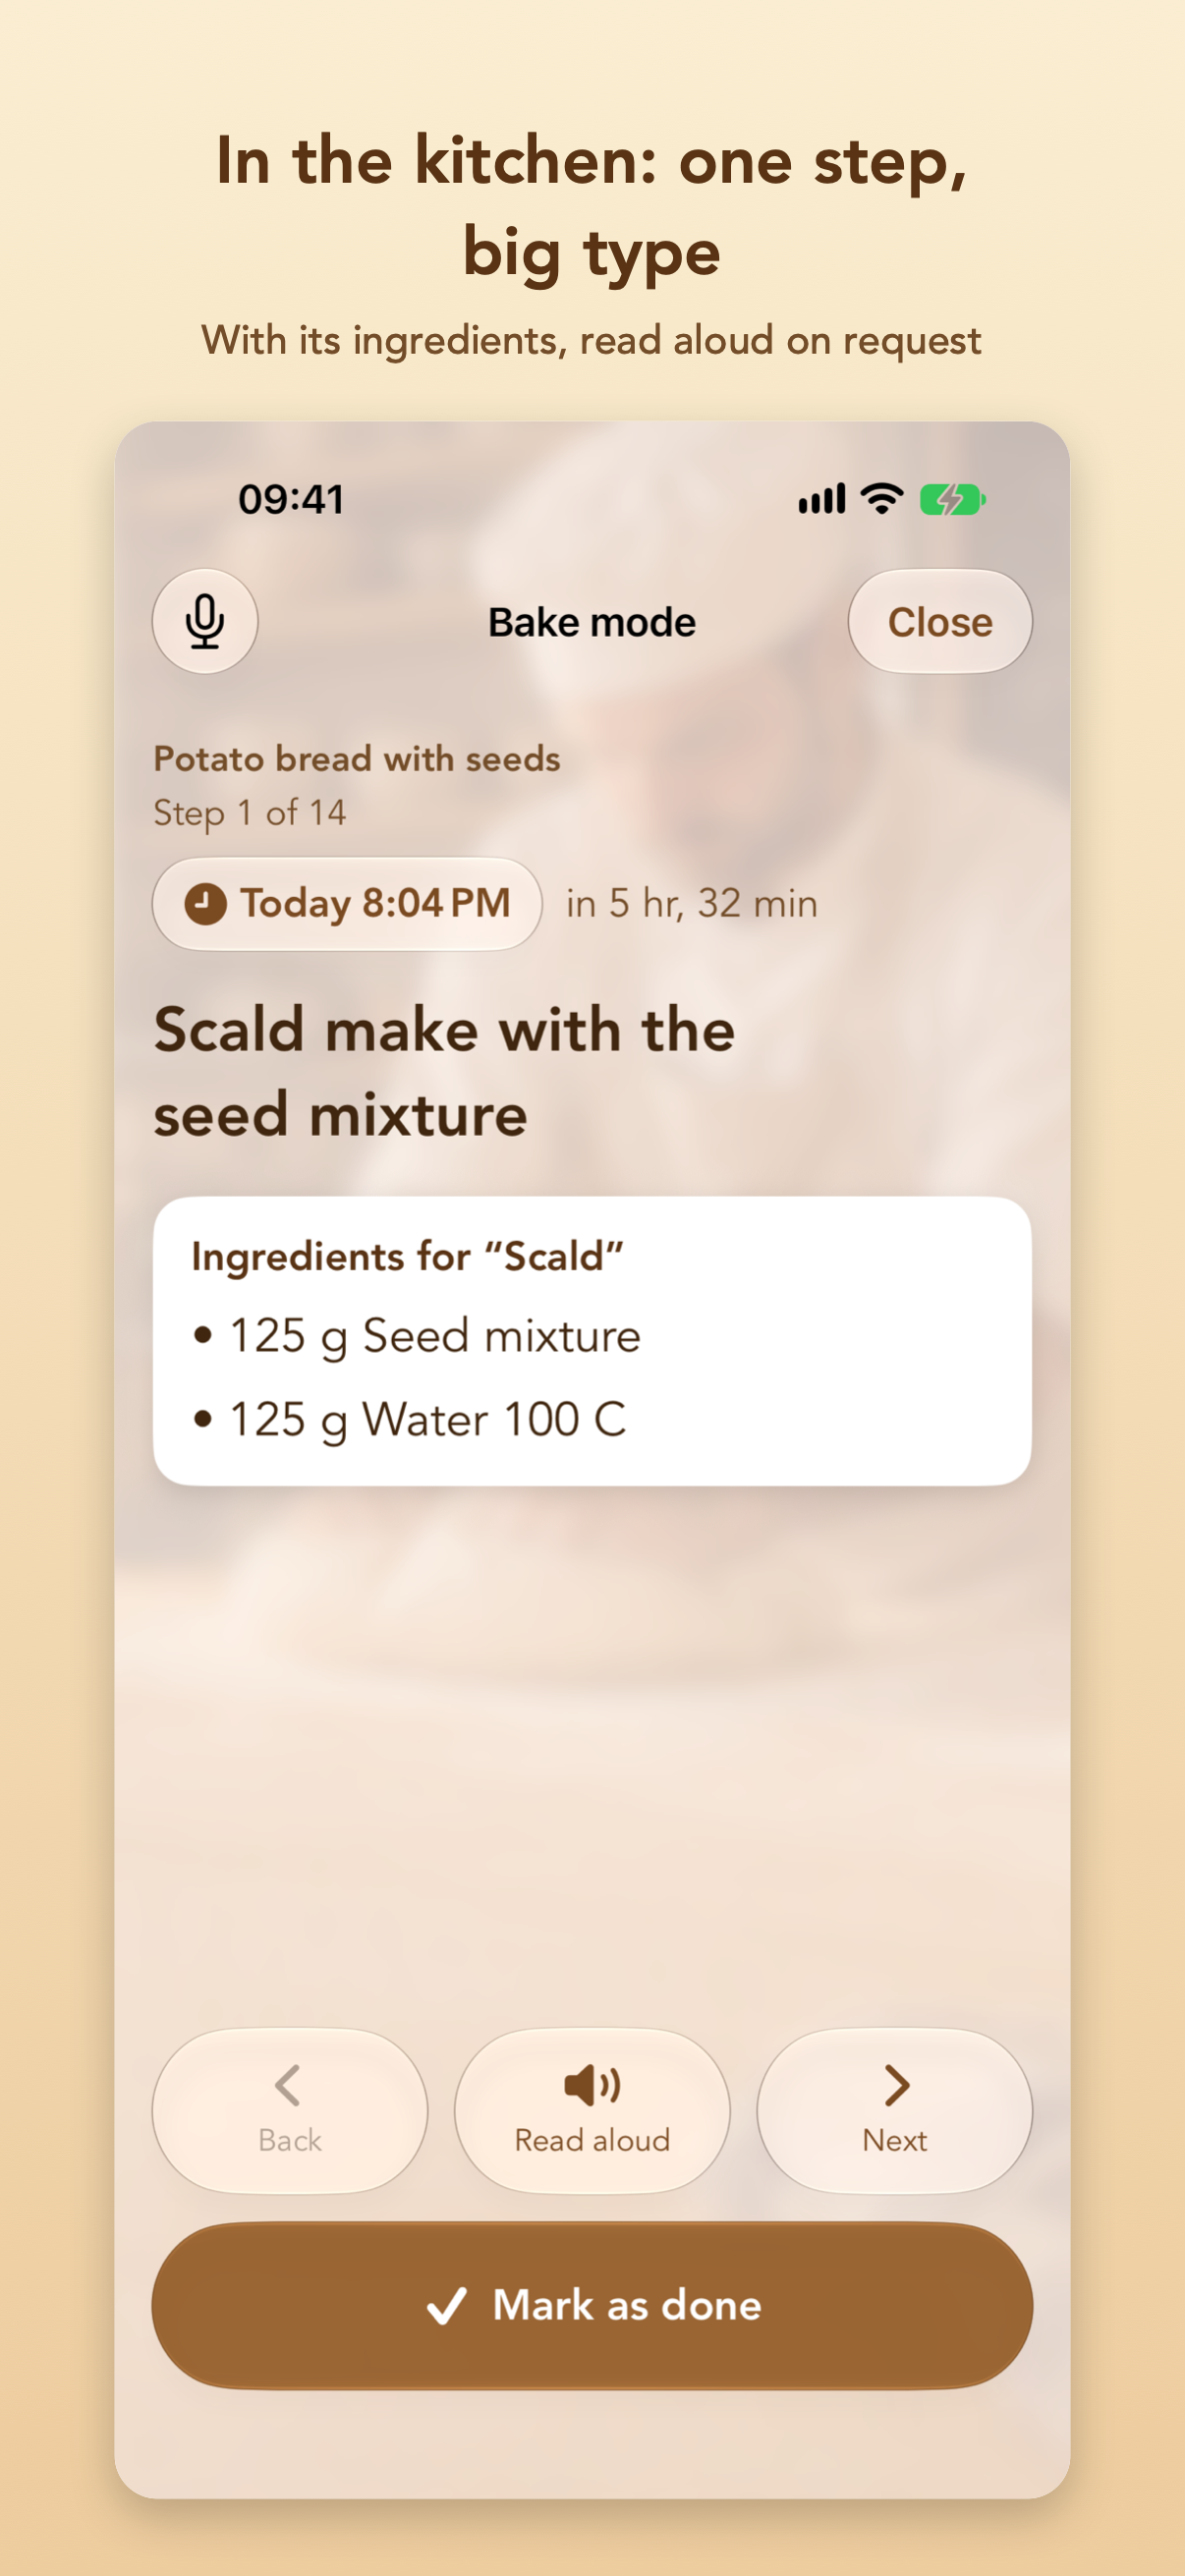 In the kitchen: one step,
big type
With its ingredients, read aloud on request
09:41
Bake mode
Close
Potato bread with seeds
Step 1 of 14
Today 8:04 PM in 5 hr, 32 min
Scald make with the
seed mixture
Ingredients for “Scald”
• 125 g Seed mixture
• 125 g Water 100 C
Back Read aloud Next
Mark as done